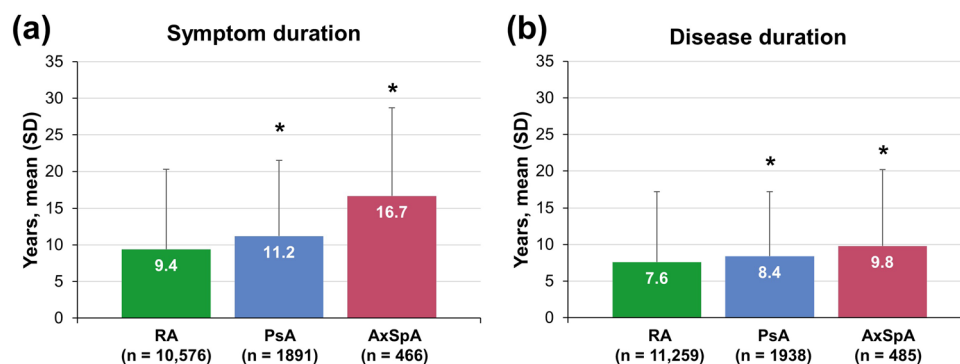 (a)
Symptom duration
Years, mean (SD)
35
30
25
20
15
10
5
0
*
*
9.4
11.2
16.7
RA
(n = 10,576)
PsA
(n = 1891)
AxSpA
(n = 466)
(b)
Disease duration
Years, mean (SD)
35
30
25
20
15
10
5
0
*
*
7.6
8.4
9.8
RA
(n = 11,259)
PsA
(n = 1938)
AxSpA
(n = 485)